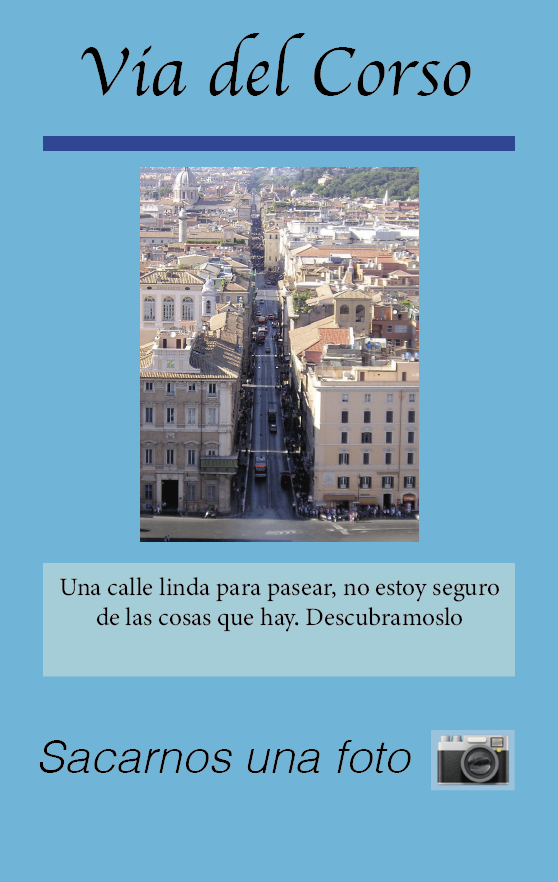 Via del Corso
Una calle linda para pasear, no estoy seguro
de las cosas que hay. Descubramoslo
Sacarnos una foto